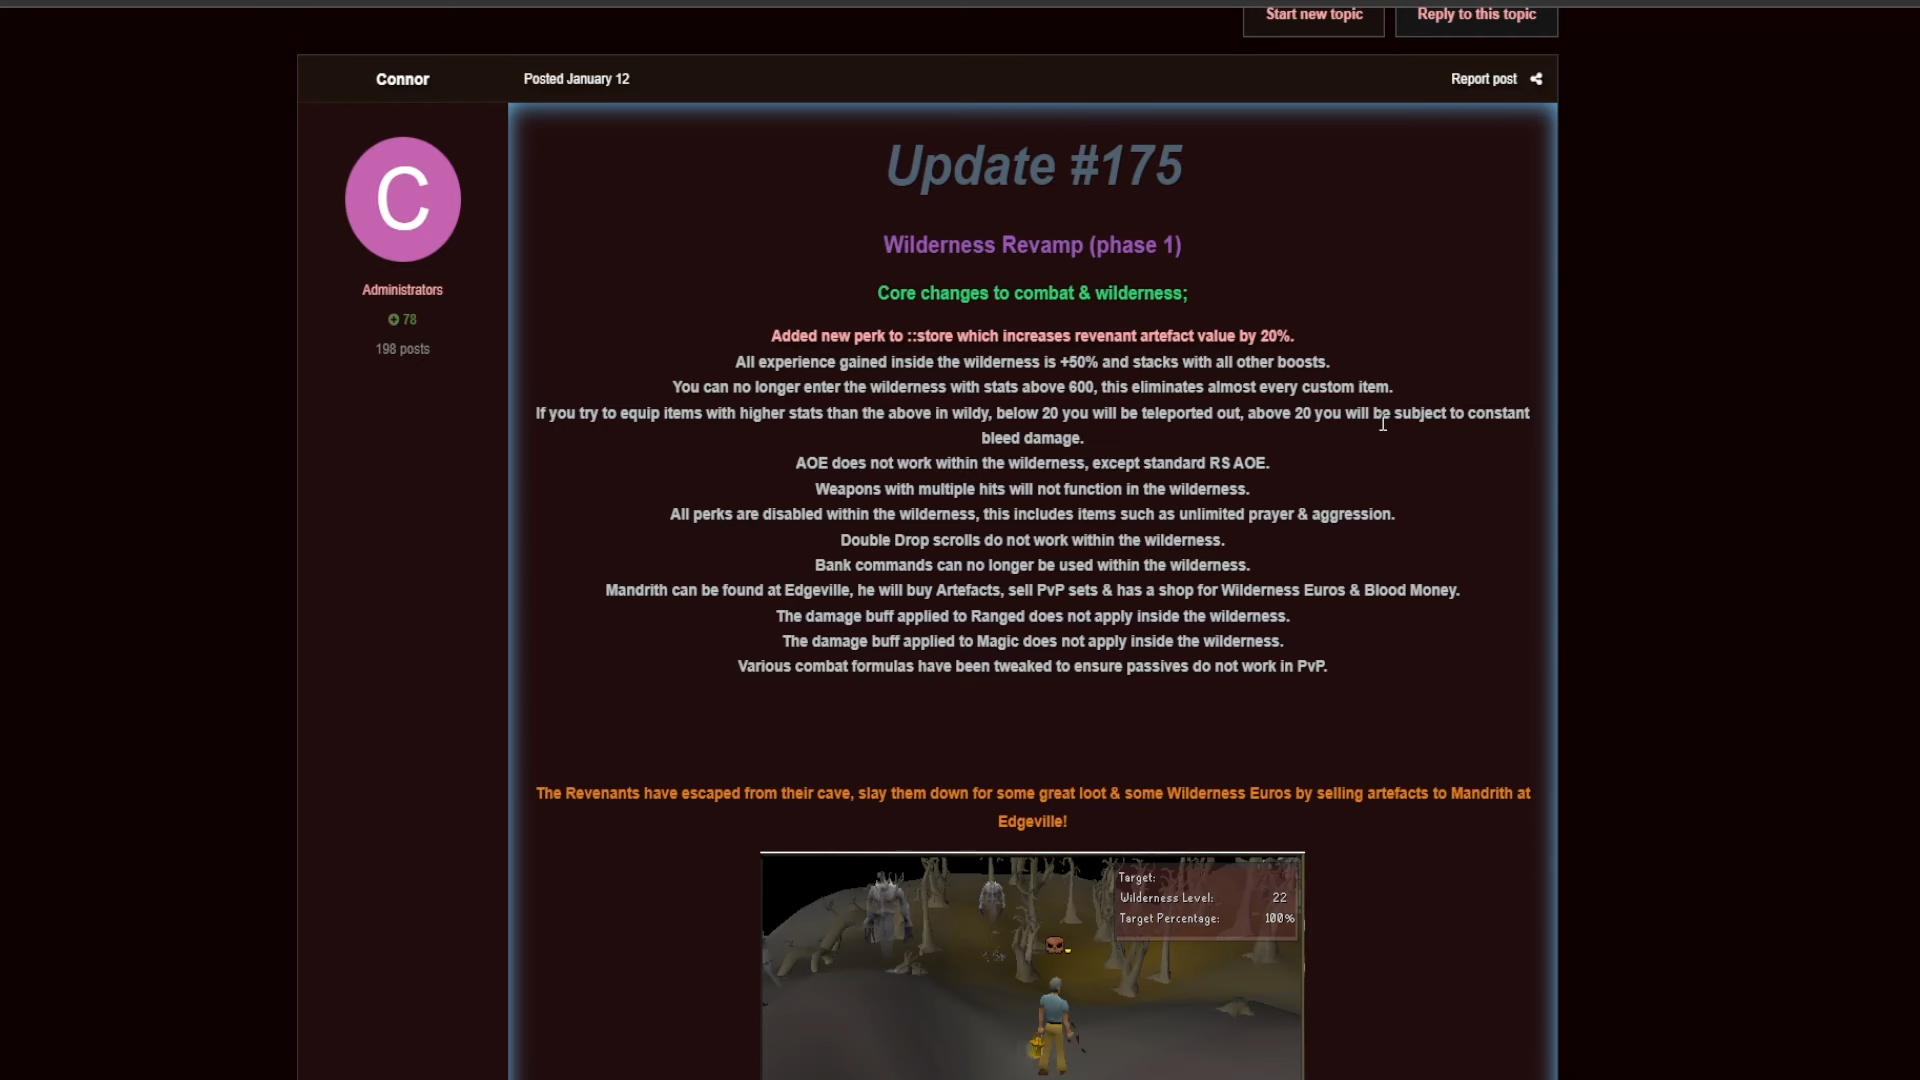 Start new topic
Reply to this topic
Connor
Posted January 12
Report post
C
Administrators
78
198 posts
Update #175
Wilderness Revamp (phase 1)
Core changes to combat & wilderness;
Added new perk to ::store which increases revenant artefact value by 20%.
All experience gained inside the wilderness is +50% and stacks with all other boosts.
You can no longer enter the wilderness with stats above 600, this eliminates almost every custom item.
If you try to equip items with higher stats than the above in wildy, below 20 you will be teleported out, above 20 you will be subject to constant
bleed damage.
AOE does not work within the wilderness, except standard RS AOE.
Weapons with multiple hits will not function in the wilderness.
All perks are disabled within the wilderness, this includes items such as unlimited prayer & aggression.
Double Drop scrolls do not work within the wilderness.
Bank commands can no longer be used within the wilderness.
Mandrith can be found at Edgeville, he will buy Artefacts, sell PvP sets & has a shop for Wilderness Euros & Blood Money.
The damage buff applied to Ranged does not apply inside the wilderness.
The damage buff applied to Magic does not apply inside the wilderness.
Various combat formulas have been tweaked to ensure passives do not work in PvP.
The Revenants have escaped from their cave, slay them down for some great loot & some Wilderness Euros by selling artefacts to Mandrith at
Edgeville!
Target:
Wilderness Level: 22
Target Percentage: 100%